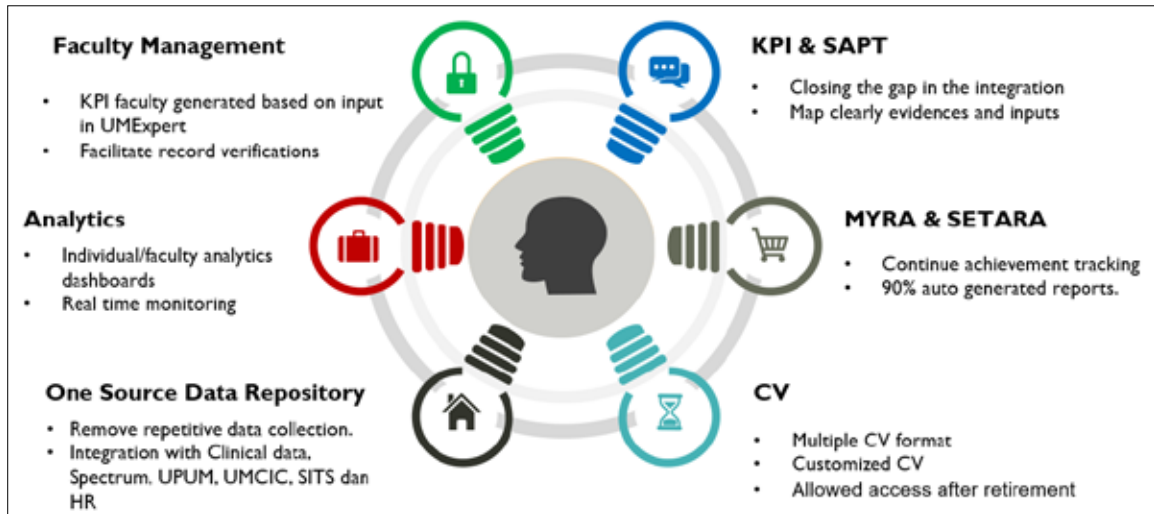 Faculty Management
• KPI faculty generated based on input
in UMExpert
• Facilitate record verifications
Analytics
• Individual/faculty analytics
dashboards
• Real time monitoring
One Source Data Repository
• Remove repetitive data collection.
• Integration with Clinical data,
Spectrum. UPUM, UMCIC, SITS dan
HR
KPI & SAPT
• Closing the gap in the integration
• Map clearly evidences and inputs
MYRA & SETARA
• Continue achievement tracking
• 90% auto generated reports.
CV
• Multiple CV format
• Customized CV
• Allowed access after retirement